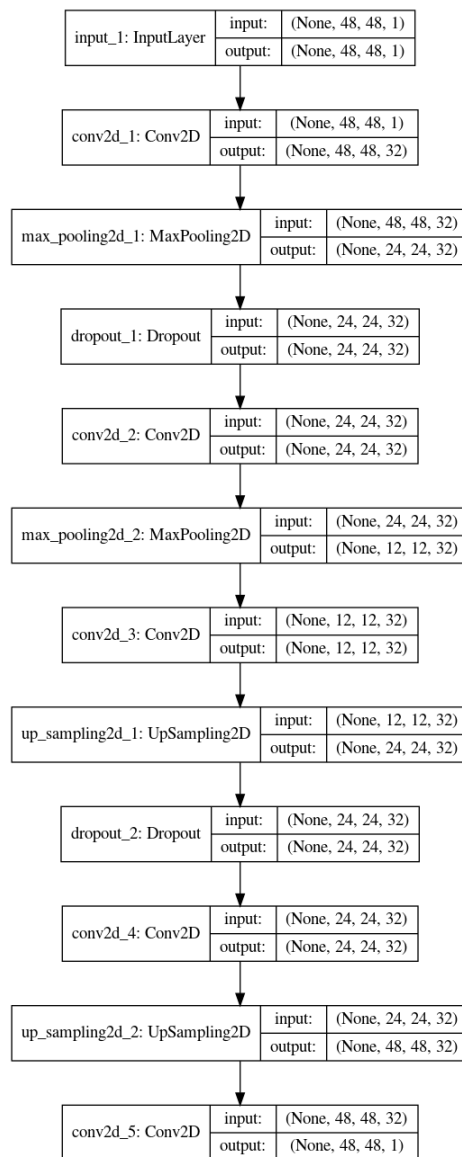 input_1: InputLayer
input: (None, 48, 48, 1)
output: (None, 48, 48, 1)
conv2d_1: Conv2D
input: (None, 48, 48, 1)
output: (None, 48, 48, 32)
max_pooling2d_1: MaxPooling2D
input: (None, 48, 48, 32)
output: (None, 24, 24, 32)
dropout_1: Dropout
input: (None, 24, 24, 32)
output: (None, 24, 24, 32)
conv2d_2: Conv2D
input: (None, 24, 24, 32)
output: (None, 24, 24, 32)
max_pooling2d_2: MaxPooling2D
input: (None, 24, 24, 32)
output: (None, 12, 12, 32)
conv2d_3: Conv2D
input: (None, 12, 12, 32)
output: (None, 12, 12, 32)
up_sampling2d_1: UpSampling2D
input: (None, 12, 12, 32)
output: (None, 24, 24, 32)
dropout_2: Dropout
input: (None, 24, 24, 32)
output: (None, 24, 24, 32)
conv2d_4: Conv2D
input: (None, 24, 24, 32)
output: (None, 24, 24, 32)
up_sampling2d_2: UpSampling2D
input: (None, 24, 24, 32)
output: (None, 48, 48, 32)
conv2d_5: Conv2D
input: (None, 48, 48, 32)
output: (None, 48, 48, 1)